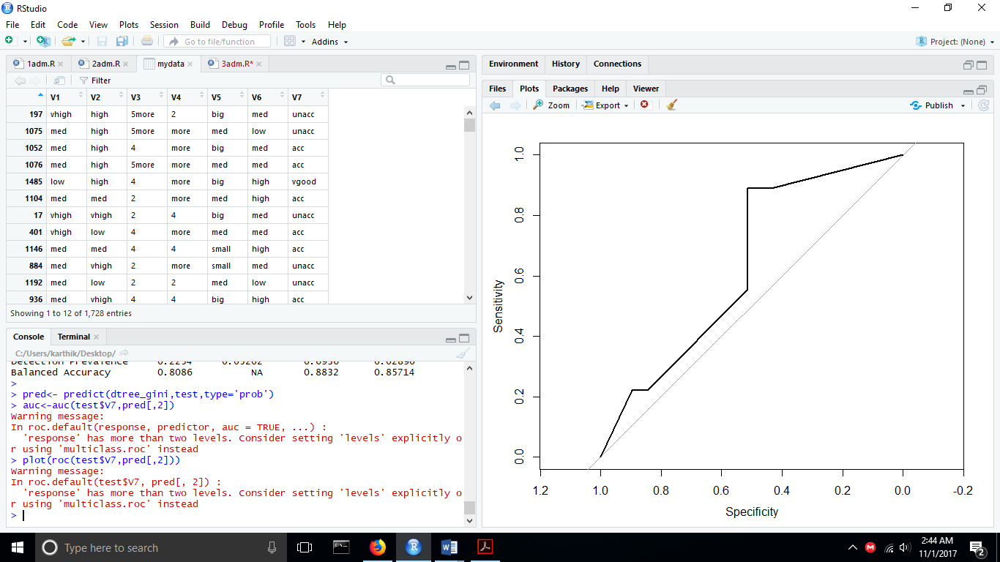 RStudio
File Edit Code View Plots Session Build Debug Profile Tools Help
Go to file/function Addins Project: (None)
1adm.R 2adm.R mydata 3adm.R*
Filter
V1 V2 V3 V4 V5 V6 V7
197 vhigh high 5more 2 big med unacc
1075 med high 5more more med low unacc
1052 med high 4 more big med acc
1076 med high 5more more med med acc
1485 low high 4 more big high vgood
1104 med med 2 more med high acc
17 vhigh vhigh 2 4 big med unacc
401 vhigh low 4 more med med acc
1146 med med 4 4 small high acc
884 med vhigh 2 more small med unacc
1192 med low 2 2 med low unacc
936 med vhigh 4 4 big high acc
Showing 1 to 12 of 1,728 entries
Console Terminal
C:/Users/karthik/Desktop/
Detection Prevalence
Balanced Accuracy 0.8086 NA 0.8832 0.85714
>
> pred<- predict(dtree_gini,test,type='prob')
> auc<-auc(test$V7,pred[,2])
Warning message:
In roc.default(response, predictor, auc = TRUE, ...) :
'response' has more than two levels. Consider setting 'levels' explicitly o
r using 'multiclass.roc' instead
> plot(roc(test$V7,pred[,2]))
Warning message:
In roc.default(test$V7, pred[, 2]) :
'response' has more than two levels. Consider setting 'levels' explicitly o
r using 'multiclass.roc' instead
>
Environment History Connections
Files Plots Packages Help Viewer
Zoom Export Publish
1.0
0.8
0.6
0.4
0.2
0.0
Sensitivity
1.2 1.0 0.8 0.6 0.4 0.2 0.0 -0.2
Specificity
Type here to search
2:44 AM
11/1/2017
2